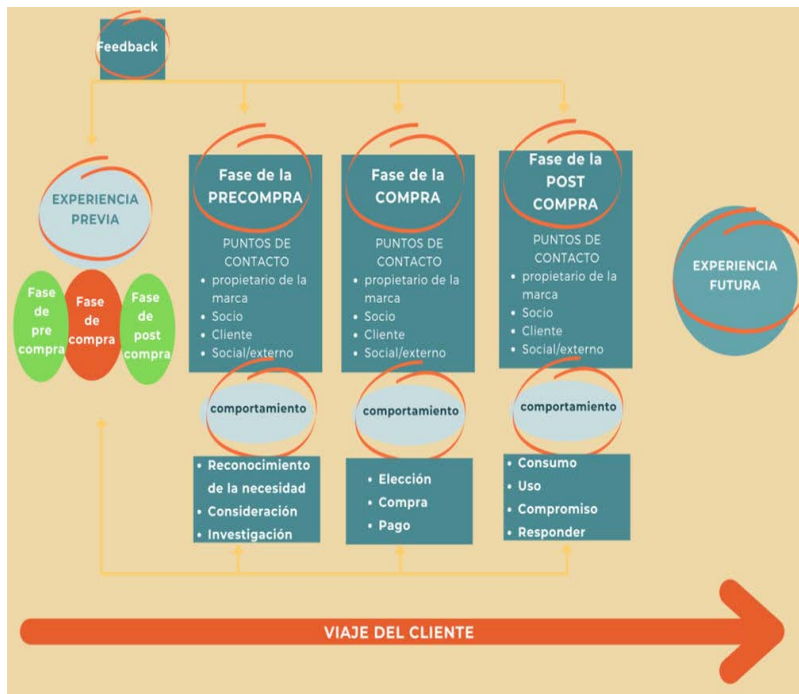 Feedback
EXPERIENCIA
PREVIA
Fase
de
pre
compra
Fase
de
compra
Fase
de
post
compra
Fase de la
PRECOMPRA
PUNTOS DE
CONTACTO
• propietario de la
marca
• Socio
• Cliente
• Social/externo
comportamiento
• Reconocimiento
de la necesidad
• Consideración
• Investigación
Fase de la
COMPRA
PUNTOS DE
CONTACTO
• propietario de la
marca
• Socio
• Cliente
• Social/externo
comportamiento
• Elección
• Compra
• Pago
Fase de la
POST
COMPRA
PUNTOS DE
CONTACTO
• propietario de la
marca
• Socio
• Cliente
• Social/externo
comportamiento
• Consumo
• Uso
• Compromiso
• Responder
EXPERIENCIA
FUTURA
VIAJE DEL CLIENTE